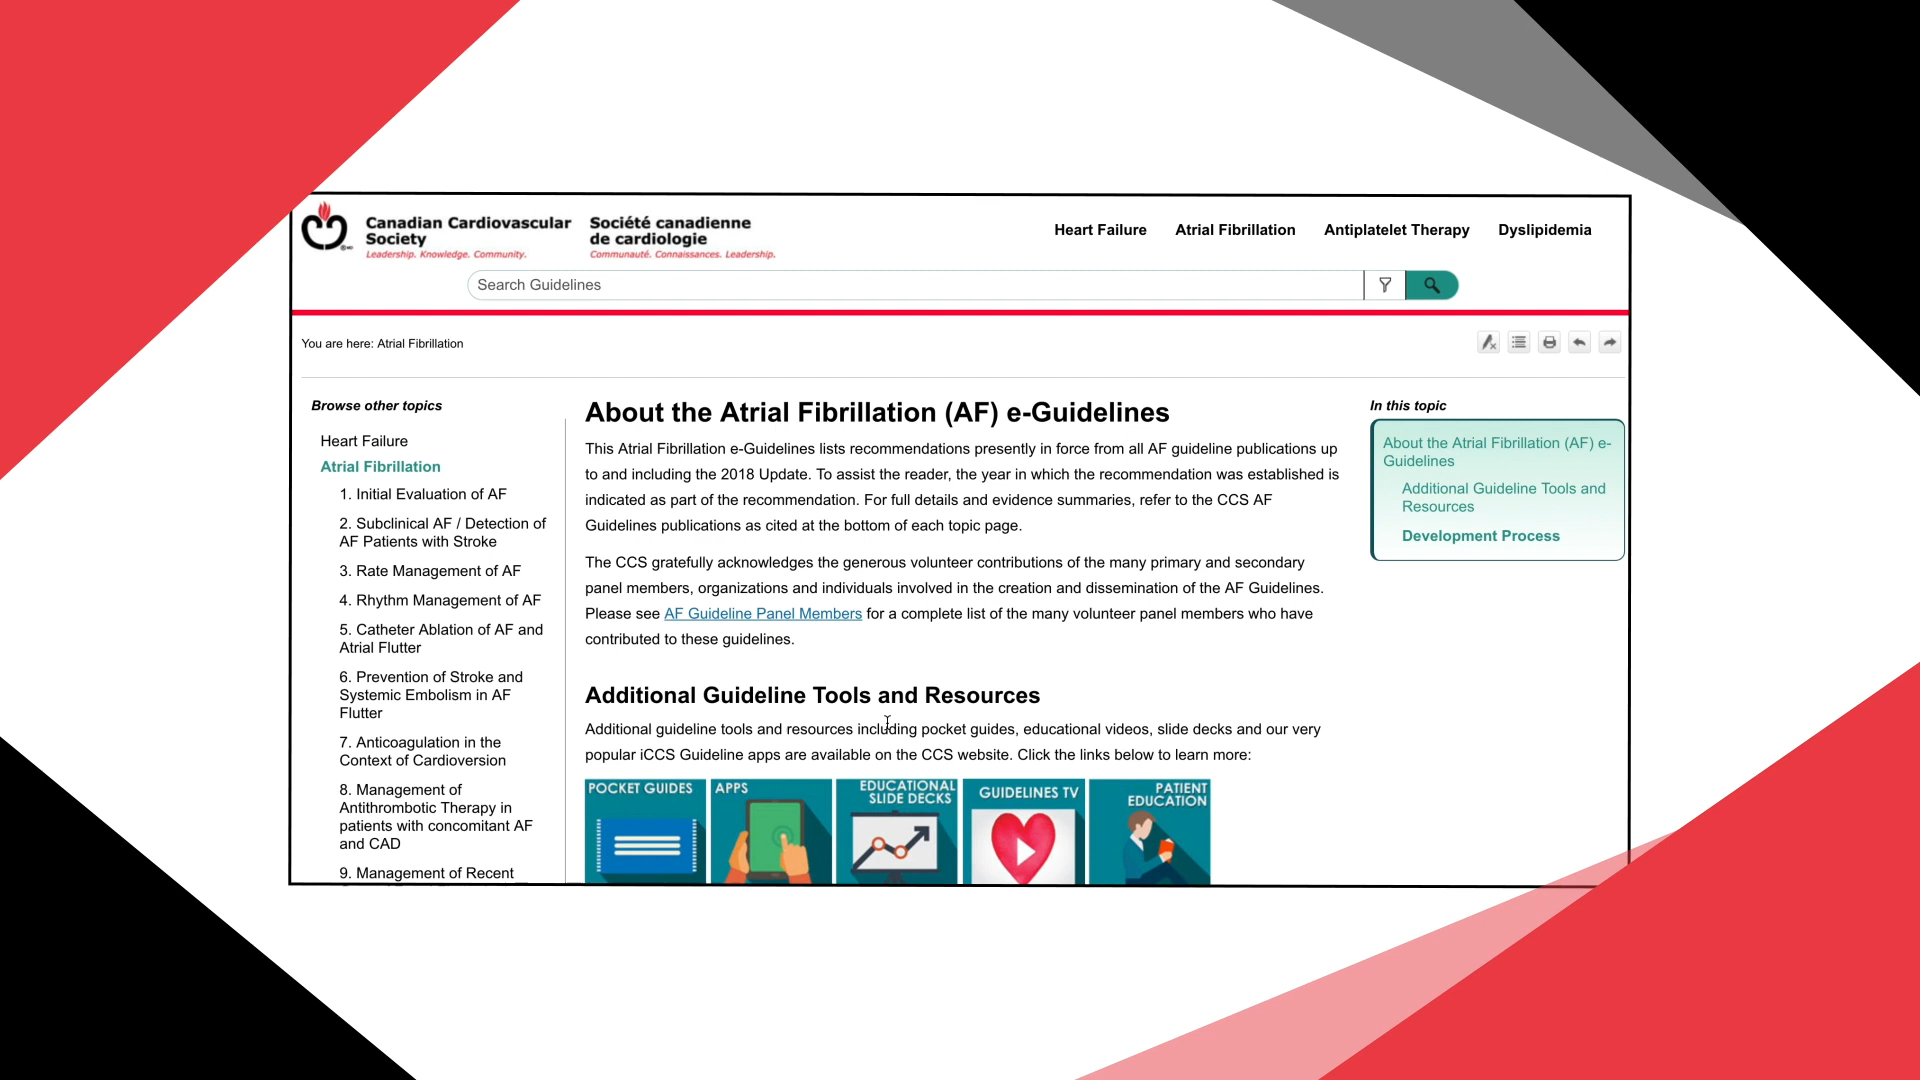 Canadian Cardiovascular
Society
Leadership. Knowledge. Community.
Société canadienne
de cardiologie
Communauté. Connaissances. Leadership.
Heart Failure
Atrial Fibrillation
Antiplatelet Therapy
Dyslipidemia
Search Guidelines
You are here: Atrial Fibrillation
Browse other topics
Heart Failure
Atrial Fibrillation
1. Initial Evaluation of AF
2. Subclinical AF / Detection of
AF Patients with Stroke
3. Rate Management of AF
4. Rhythm Management of AF
5. Catheter Ablation of AF and
Atrial Flutter
6. Prevention of Stroke and
Systemic Embolism in AF
Flutter
7. Anticoagulation in the
Context of Cardioversion
8. Management of
Antithrombotic Therapy in
patients with concomitant AF
and CAD
9. Management of Recent
About the Atrial Fibrillation (AF) e-Guidelines
This Atrial Fibrillation e-Guidelines lists recommendations presently in force from all AF guideline publications up
to and including the 2018 Update. To assist the reader, the year in which the recommendation was established is
indicated as part of the recommendation. For full details and evidence summaries, refer to the CCS AF
Guidelines publications as cited at the bottom of each topic page.
The CCS gratefully acknowledges the generous volunteer contributions of the many primary and secondary
panel members, organizations and individuals involved in the creation and dissemination of the AF Guidelines.
Please see AF Guideline Panel Members for a complete list of the many volunteer panel members who have
contributed to these guidelines.
Additional Guideline Tools and Resources
Additional guideline tools and resources including pocket guides, educational videos, slide decks and our very
popular iCCS Guideline apps are available on the CCS website. Click the links below to learn more:
POCKET GUIDES
APPS
EDUCATIONAL
SLIDE DECKS
GUIDELINES TV
PATIENT
EDUCATION
In this topic
About the Atrial Fibrillation (AF) e-
Guidelines
Additional Guideline Tools and
Resources
Development Process